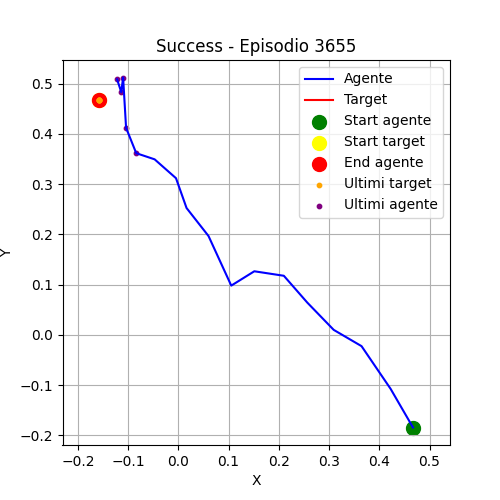 Success - Episodio 3655
Agente
Target
Start agente
Start target
End agente
Ultimi target
Ultimi agente
0.5
0.4
0.3
0.2
0.1
0.0
−0.1
−0.2
Y
−0.2
−0.1
0.0
0.1
0.2
0.3
0.4
0.5
X